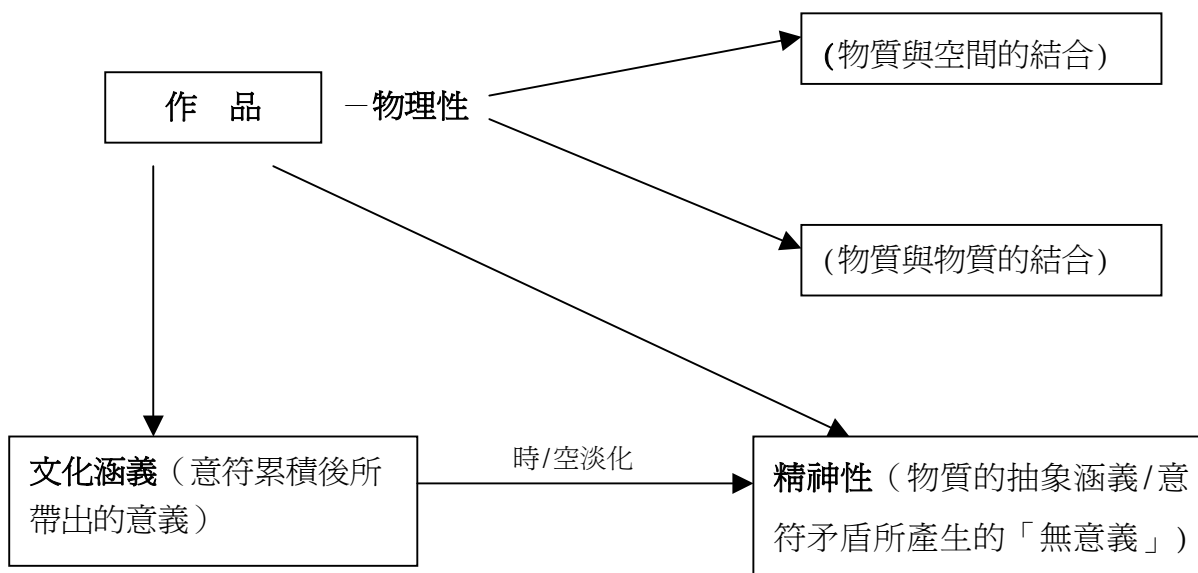 (物質與空間的結合)
作 品
－物理性
(物質與物質的結合)
文化涵義（意符累積後所
帶出的意義）
時/空淡化
精神性（物質的抽象涵義/意
符矛盾所產生的「無意義」)